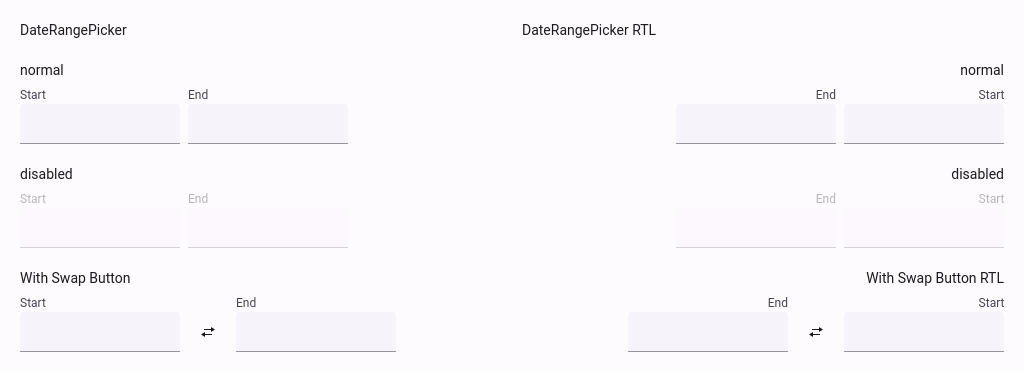 DateRangePicker
normal
Start End
disabled
Start End
With Swap Button
Start End
DateRangePicker RTL
normal
End Start
disabled
End Start
With Swap Button RTL
End Start